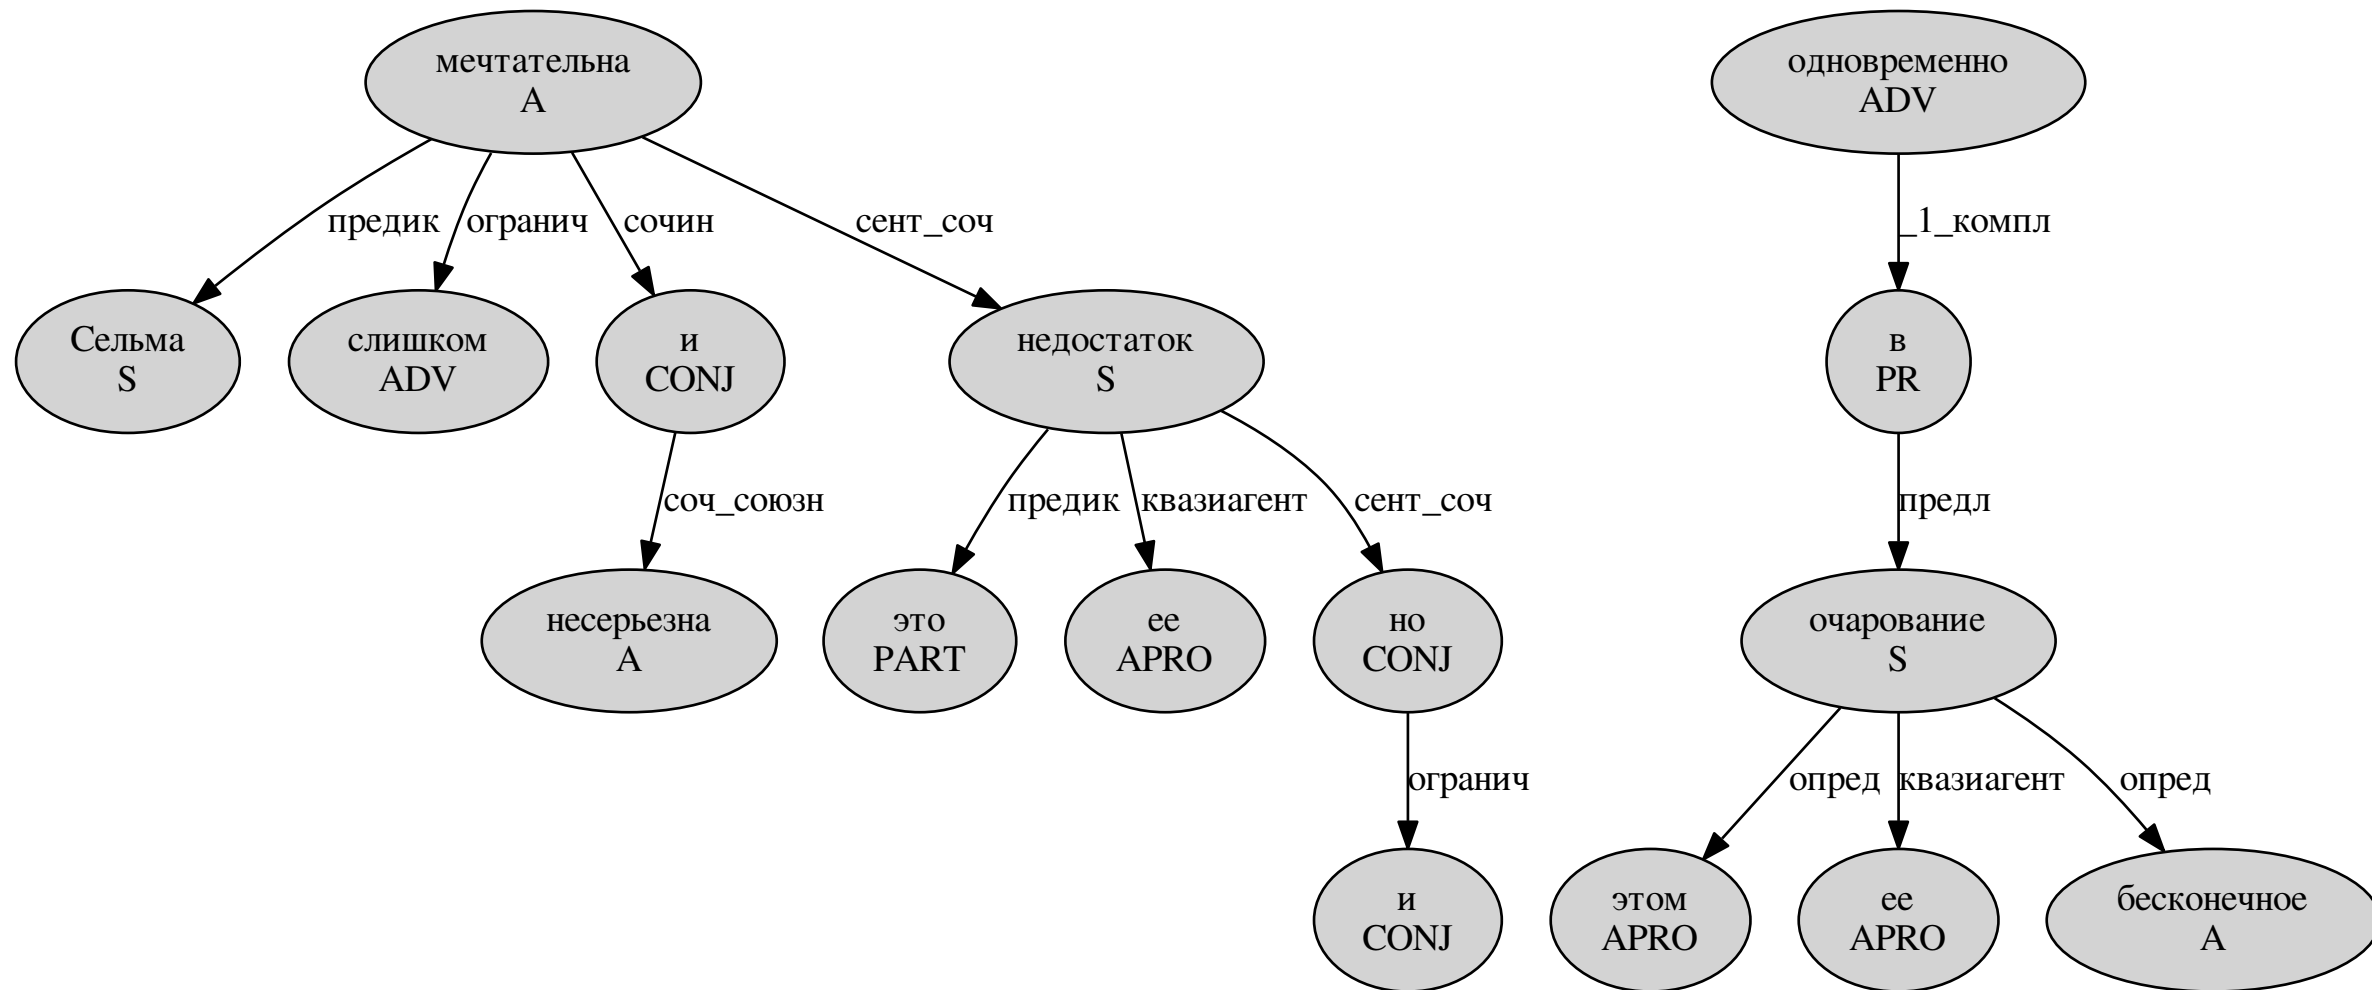 мечтательна
A
одновременно
ADV
предик
огранич
сочин
сент_соч
_1_компл
Сельма
S
слишком
ADV
и
CONJ
недостаток
S
в
PR
соч_союзн
предик
квазиагент
сент_соч
предл
несерьезна
A
это
PART
ее
APRO
но
CONJ
очарование
S
огранич
опред
квазиагент
опред
и
CONJ
этом
APRO
ее
APRO
бесконечное
A